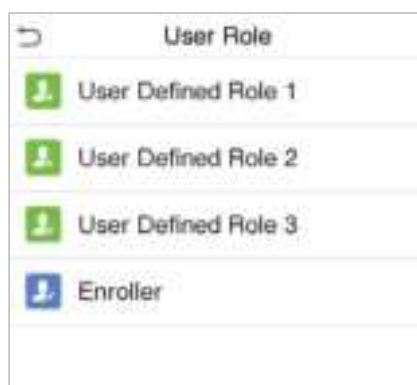 User Role
User Defined Role 1
User Defined Role 2
User Defined Role 3
Enroller